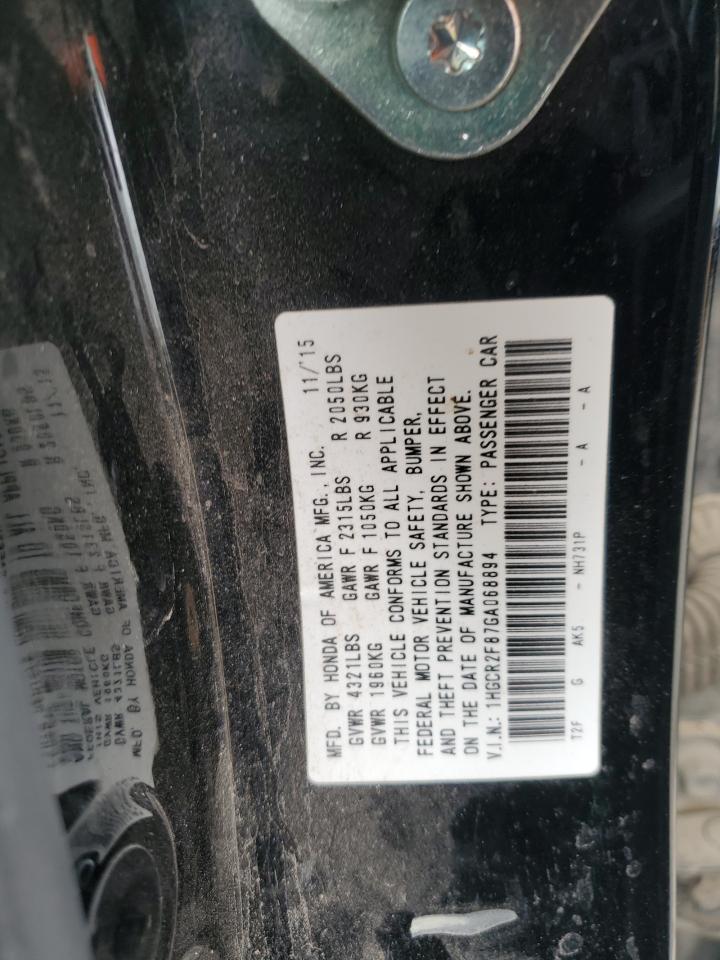 MFD. BY HONDA OF AMERICA MFG., INC. 11/'15
GVWR 4321LBS GAWR F 2315LBS R 2050LBS
GVWR 1960KG GAWR F 1050KG R 930KG
THIS VEHICLE CONFORMS TO ALL APPLICABLE
FEDERAL MOTOR VEHICLE SAFETY, BUMPER,
AND THEFT PREVENTION STANDARDS IN EFFECT
ON THE DATE OF MANUFACTURE SHOWN ABOVE.
V.I.N.: 1HGCR2F87GA068894 TYPE: PASSENGER CAR
T2F G AK5 - NH731P - A - A